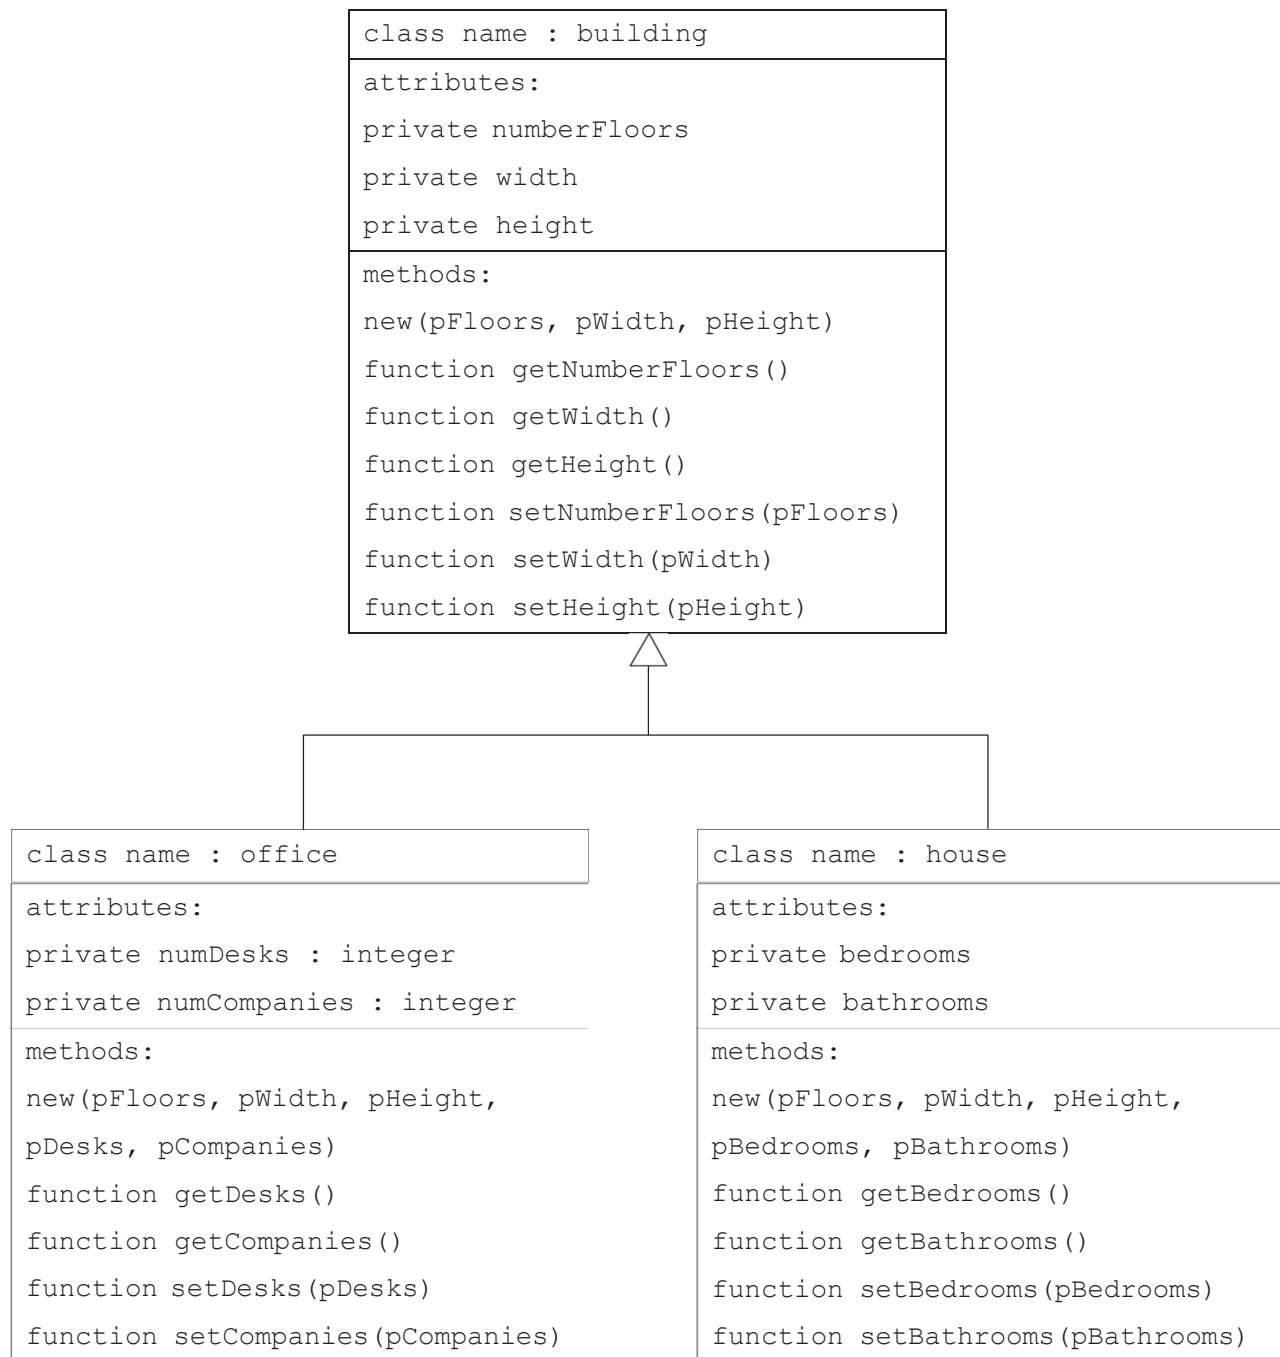 class name : building
attributes:
private numberFloors
private width
private height
methods:
new(pFloors, pWidth, pHeight)
function getNumberFloors()
function getWidth()
function getHeight()
function setNumberFloors(pFloors)
function setWidth(pWidth)
function setHeight(pHeight)
class name : office
attributes:
private numDesks : integer
private numCompanies : integer
methods:
new(pFloors, pWidth, pHeight,
pDesks, pCompanies)
function getDesks()
function getCompanies()
function setDesks(pDesks)
function setCompanies(pCompanies)
class name : house
attributes:
private bedrooms
private bathrooms
methods:
new(pFloors, pWidth, pHeight,
pBedrooms, pBathrooms)
function getBedrooms()
function getBathrooms()
function setBedrooms(pBedrooms)
function setBathrooms(pBathrooms)